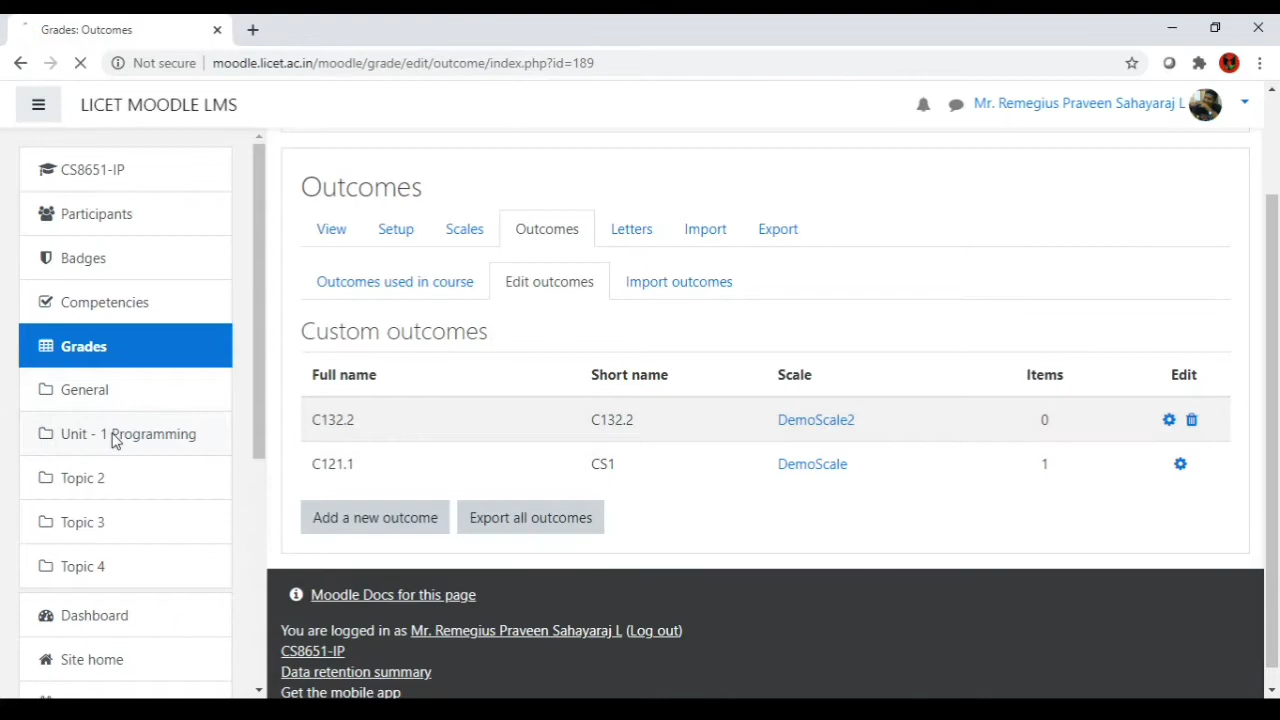 Grades: Outcomes
Not secure | moodle.licet.ac.in/moodle/grade/edit/outcome/index.php?id=189
LICET MOODLE LMS
Mr. Remegius Praveen Sahayaraj L
CS8651-IP
Participants
Badges
Competencies
Grades
General
Unit - 1 Programming
Topic 2
Topic 3
Topic 4
Dashboard
Site home
Outcomes
View Setup Scales Outcomes Letters Import Export
Outcomes used in course Edit outcomes Import outcomes
Custom outcomes
Full name Short name Scale Items Edit
C132.2 C132.2 DemoScale2 0
C121.1 CS1 DemoScale 1
Add a new outcome Export all outcomes
Moodle Docs for this page
You are logged in as Mr. Remegius Praveen Sahayaraj L (Log out)
CS8651-IP
Data retention summary
Get the mobile app